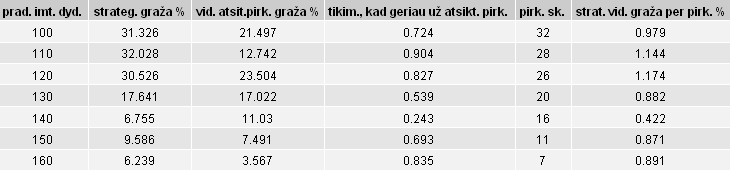 prad. imt. dyd. strateg. graža % vid. atsit.pirk. graža % tikim., kad geriau už atsikt. pirk. pirk. sk. strat. vid. graža per pirk. %
100 31.326 21.497 0.724 32 0.979
110 32.028 12.742 0.904 28 1.144
120 30.526 23.504 0.827 26 1.174
130 17.641 17.022 0.539 20 0.882
140 6.755 11.03 0.243 16 0.422
150 9.586 7.491 0.693 11 0.871
160 6.239 3.567 0.835 7 0.891